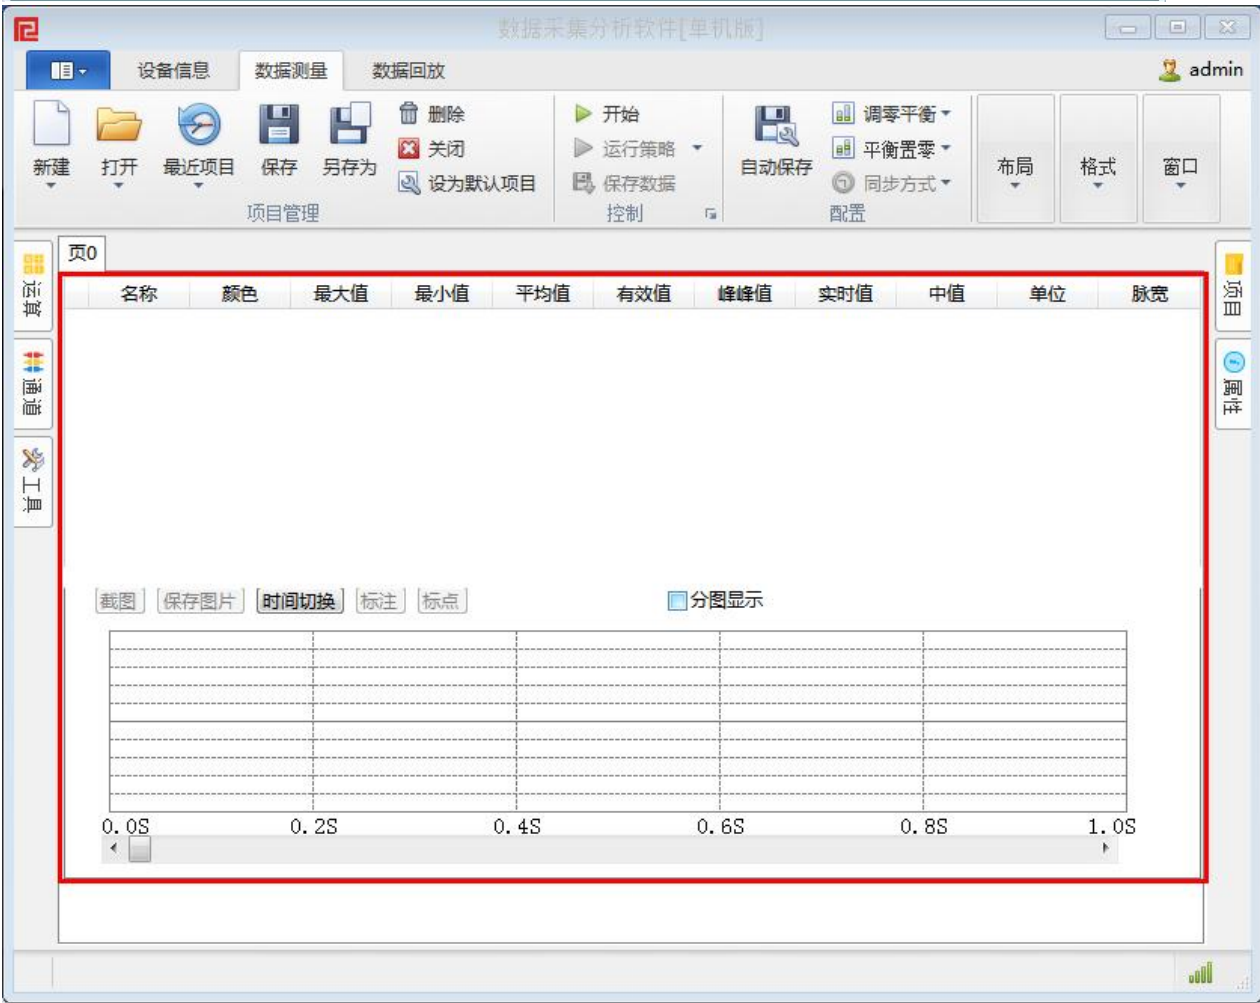 数据采集分析软件[单机版]
设备信息 数据测量 数据回放 admin
新建 打开 最近项目 保存 另存为 删除 关闭 设为默认项目
项目管理
开始 运行策略 保存数据
控制
自动保存 调零平衡 平衡置零 同步方式
配置
布局 格式 窗口
页0
运算
通道
工具
名称 颜色 最大值 最小值 平均值 有效值 峰峰值 实时值 中值 单位 脉宽
截图 保存图片 时间切换 标注 标点 分图显示
0.0S 0.2S 0.4S 0.6S 0.8S 1.0S
项目
属性